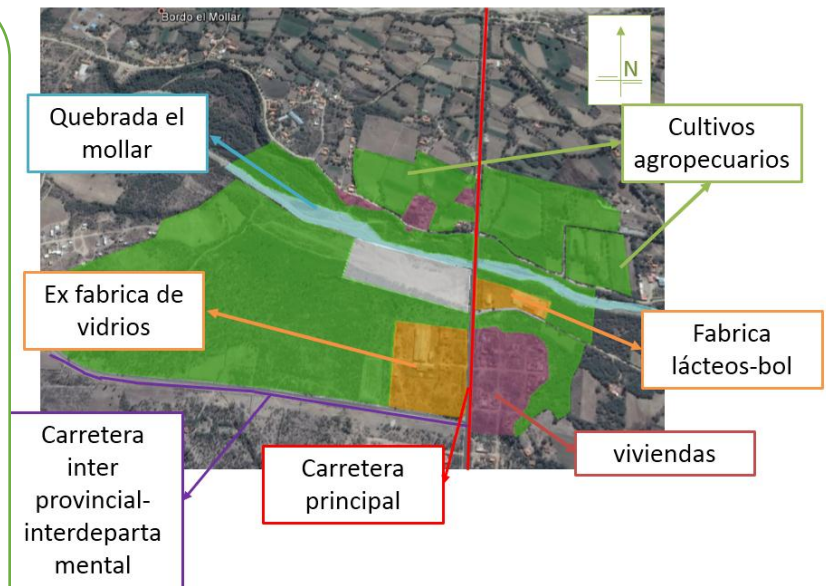 Bordo el Mollar
N
Quebrada el
mollar
Cultivos
agropecuarios
Ex fabrica de
vidrios
Fabrica
lácteos-bol
Carretera
inter
provincial-
interdeparta
mental
Carretera
principal
viviendas